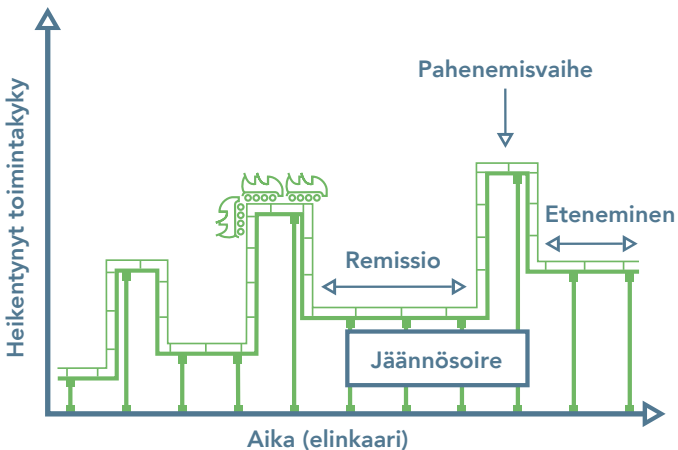 Heikentynyt toimintakyky
Pahenemisvaihe
Eteneminen
Remissio
Jäännösoire
Aika (elinkaari)